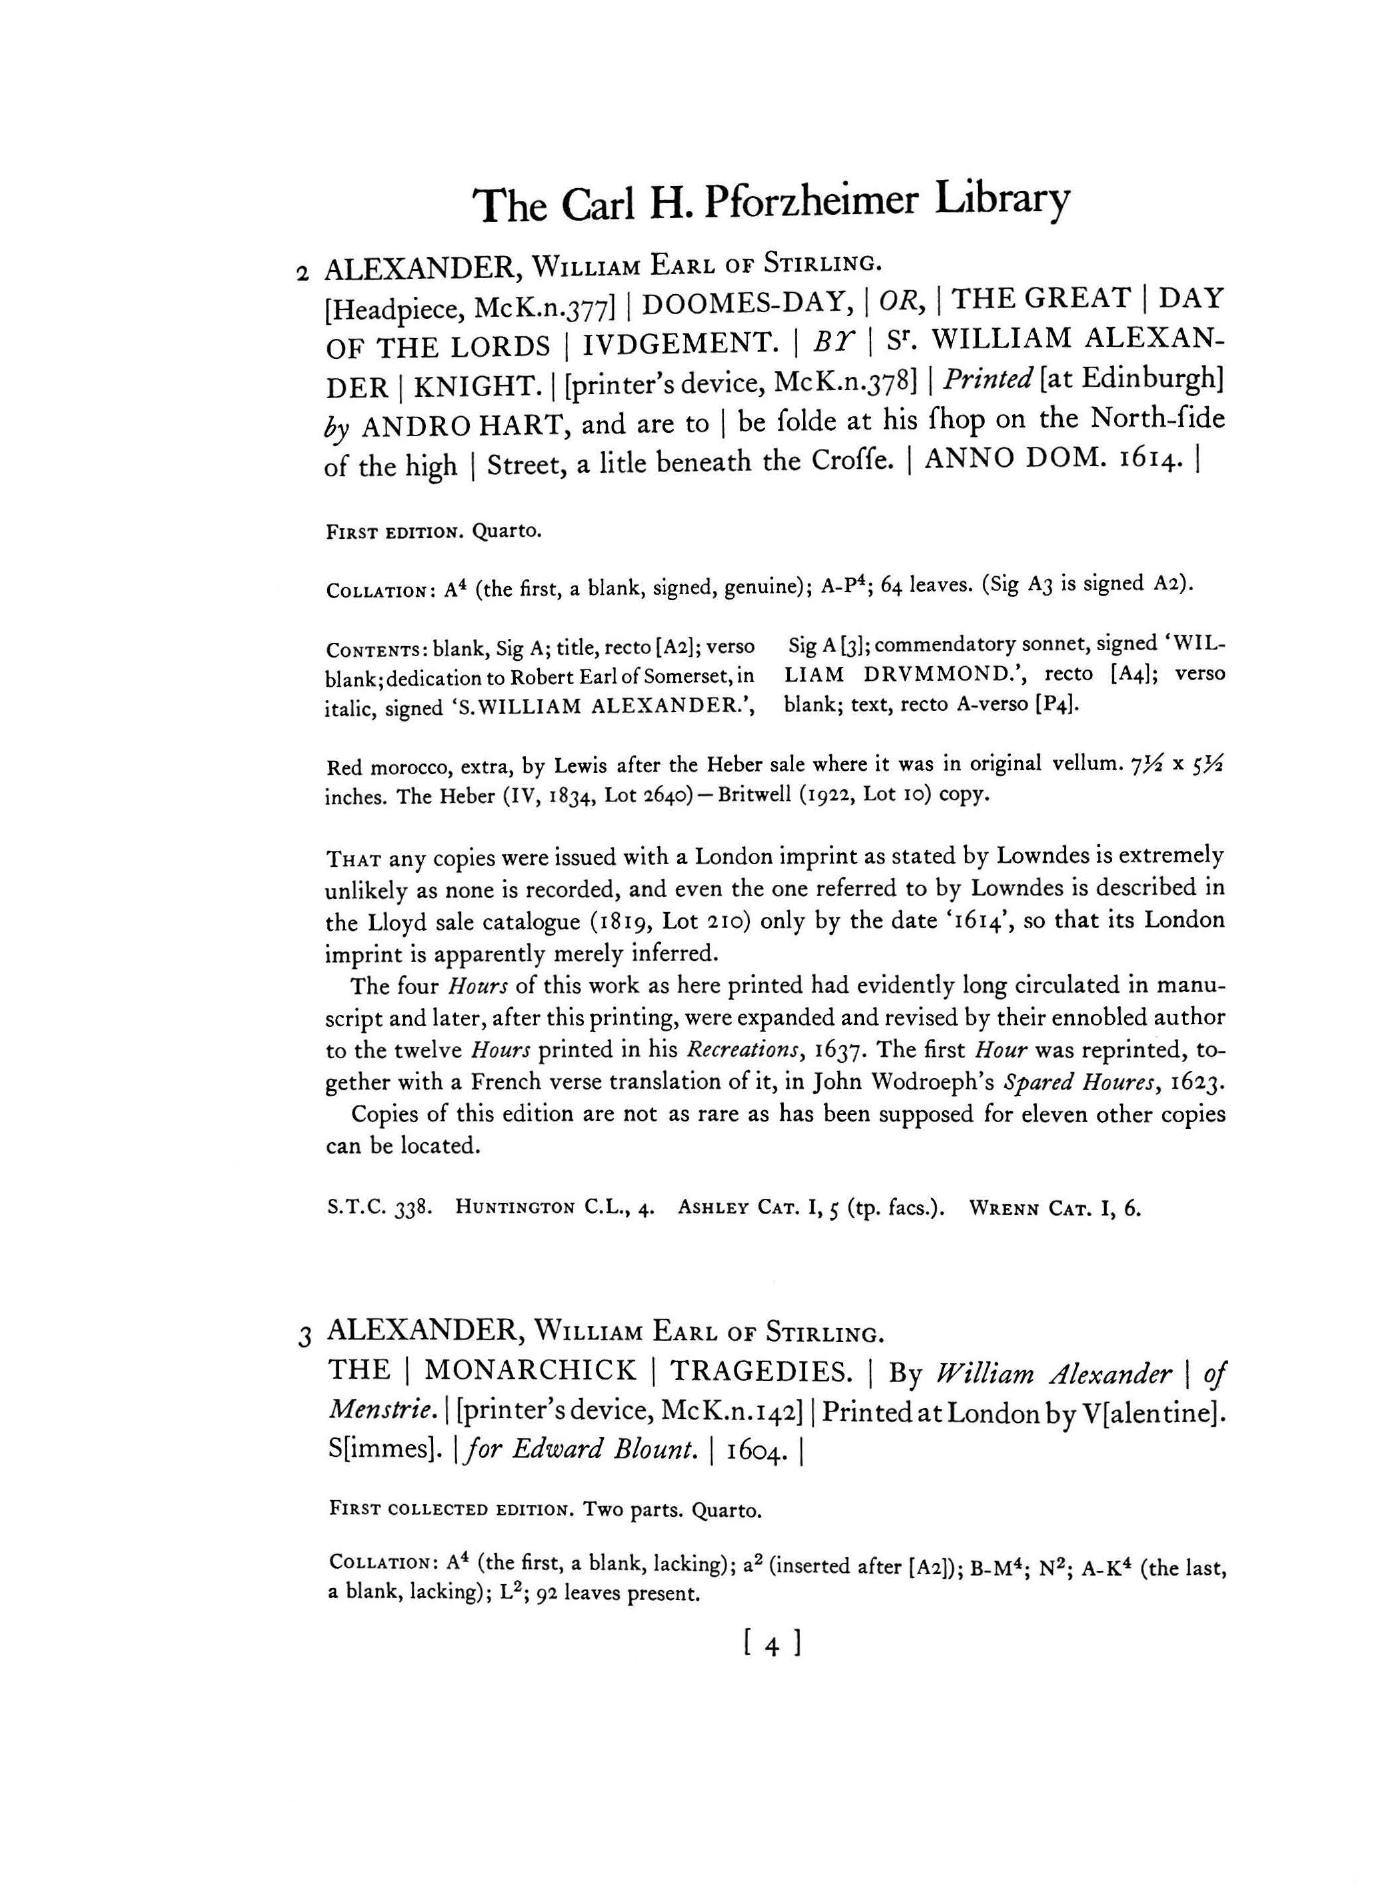 The Carl H. Pforzheimer Library
2 ALEXANDER, WILLIAM EARL OF STIRLING.
[Headpiece, McK.n.377] | DOOMES-DAY, | OR, | THE GREAT | DAY
OF THE LORDS | IVDGEMENT. | BY | Sʳ. WILLIAM ALEXAN-
DER | KNIGHT. | [printer's device, McK.n.378] | Printed [at Edinburgh]
by ANDRO HART, and are to | be ſolde at his ſhop on the North-ſide
of the high | Street, a litle beneath the Croſſe. | ANNO DOM. 1614. |
FIRST EDITION. Quarto.
COLLATION: A⁴ (the first, a blank, signed, genuine); A-P⁴; 64 leaves. (Sig A3 is signed A2).
CONTENTS: blank, Sig A; title, recto [A2]; verso
blank; dedication to Robert Earl of Somerset, in
italic, signed 'S. WILLIAM ALEXANDER.',
Sig A [3]; commendatory sonnet, signed 'WIL-
LIAM DRVMMOND.', recto [A4]; verso
blank; text, recto A-verso [P4].
Red morocco, extra, by Lewis after the Heber sale where it was in original vellum. 7½ x 5½
inches. The Heber (IV, 1834, Lot 2640)—Britwell (1922, Lot 10) copy.
THAT any copies were issued with a London imprint as stated by Lowndes is extremely
unlikely as none is recorded, and even the one referred to by Lowndes is described in
the Lloyd sale catalogue (1819, Lot 210) only by the date '1614', so that its London
imprint is apparently merely inferred.
The four Hours of this work as here printed had evidently long circulated in manu-
script and later, after this printing, were expanded and revised by their ennobled author
to the twelve Hours printed in his Recreations, 1637. The first Hour was reprinted, to-
gether with a French verse translation of it, in John Wodroeph's Spared Houres, 1623.
Copies of this edition are not as rare as has been supposed for eleven other copies
can be located.
S.T.C. 338. HUNTINGTON C.L., 4. ASHLEY CAT. I, 5 (tp. facs.). WRENN CAT. I, 6.
3 ALEXANDER, WILLIAM EARL OF STIRLING.
THE | MONARCHICK | TRAGEDIES. | By William Alexander | of
Menstrie. | [printer's device, McK.n.142] | Printed at London by V[alentine].
S[immes]. | for Edward Blount. | 1604. |
FIRST COLLECTED EDITION. Two parts. Quarto.
COLLATION: A⁴ (the first, a blank, lacking); a² (inserted after [A2]); B-M⁴; N²; A-K⁴ (the last,
a blank, lacking); L²; 92 leaves present.
[ 4 ]